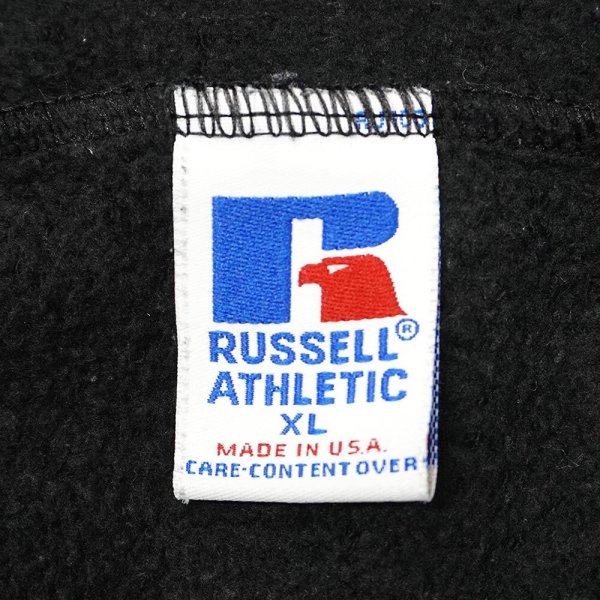 RUSSELL®
ATHLETIC
XL
MADE IN U.S.A.
CARE-CONTENT OVER